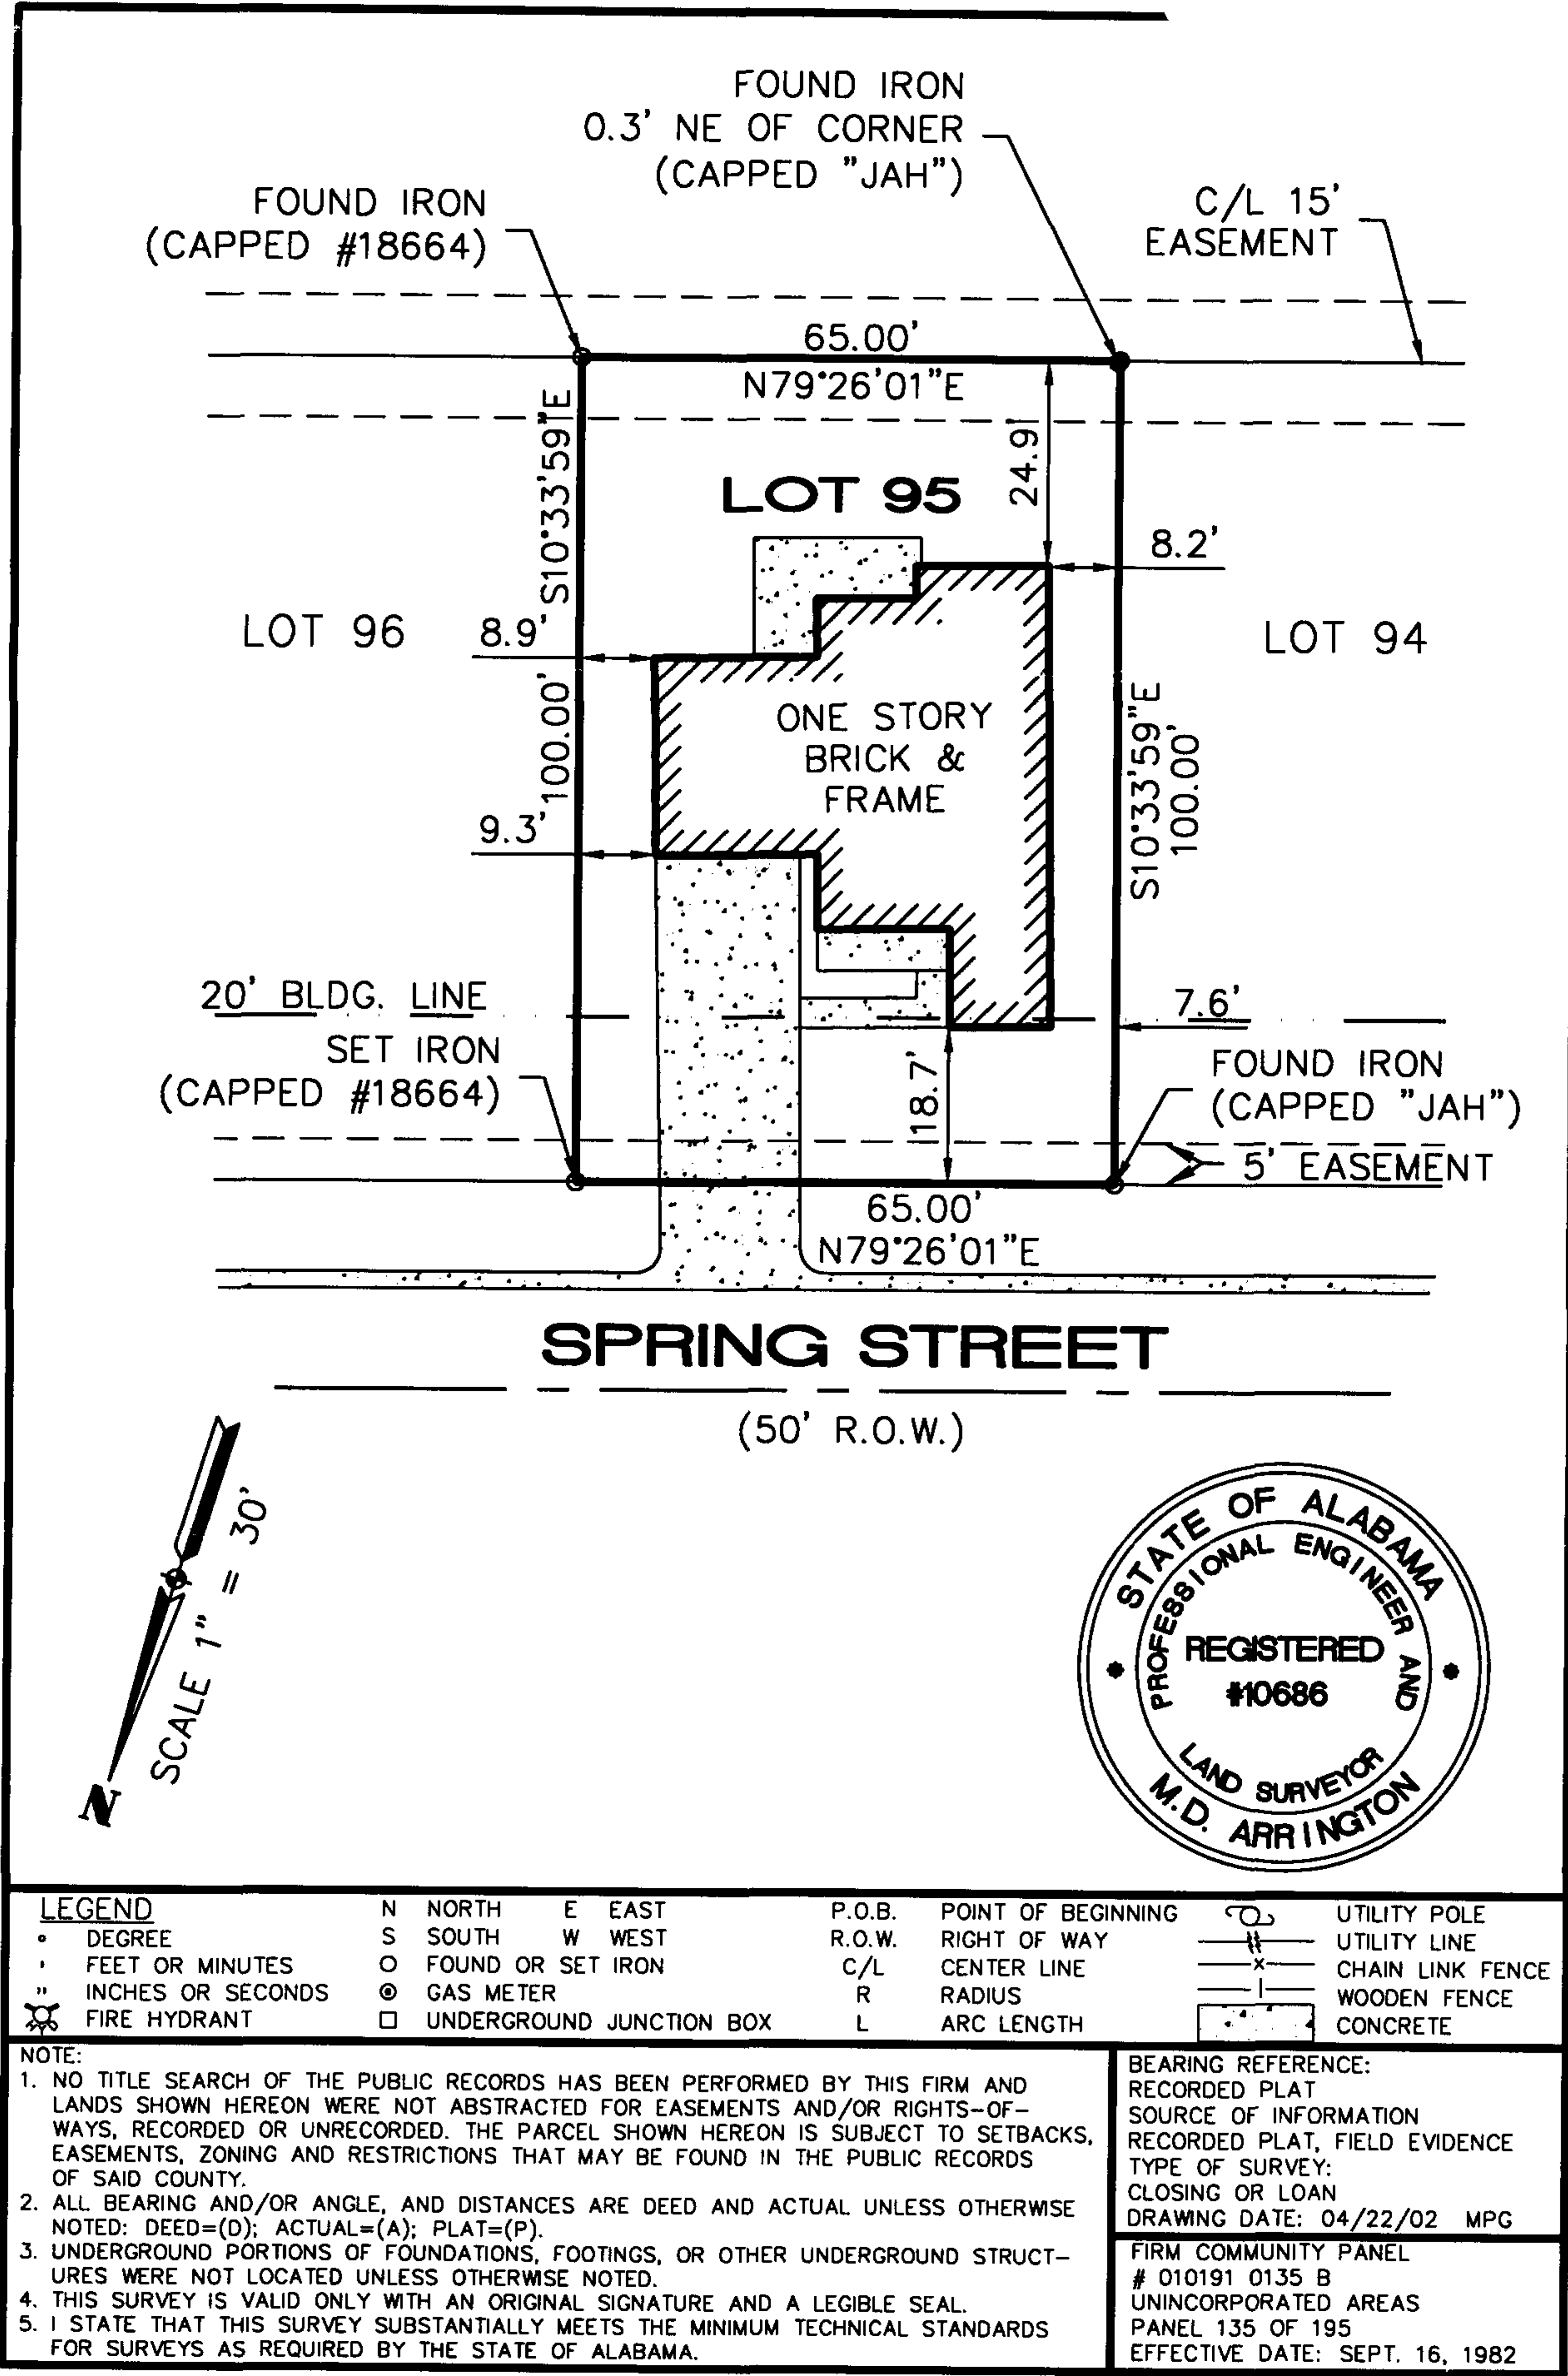 FOUND IRON
0.3' NE OF CORNER
(CAPPED "JAH")
FOUND IRON
(CAPPED #18664)
C/L 15'
EASEMENT
65.00'
N79°26'01"E
S10°33'59"E
100.00'
24.9'
LOT 95
8.2'
LOT 96
8.9'
LOT 94
ONE STORY
BRICK &
FRAME
S10°33'59"E
100.00'
9.3'
20' BLDG. LINE
7.6'
SET IRON
(CAPPED #18664)
18.7'
FOUND IRON
(CAPPED "JAH")
5' EASEMENT
65.00'
N79°26'01"E
SPRING STREET
(50' R.O.W.)
N
SCALE 1" = 30'
STATE OF ALABAMA
PROFESSIONAL ENGINEER AND
REGISTERED
#10686
LAND SURVEYOR
M.D. ARRINGTON
LEGEND
° DEGREE
' FEET OR MINUTES
" INCHES OR SECONDS
FIRE HYDRANT
N NORTH E EAST
S SOUTH W WEST
FOUND OR SET IRON
GAS METER
UNDERGROUND JUNCTION BOX
P.O.B. POINT OF BEGINNING
R.O.W. RIGHT OF WAY
C/L CENTER LINE
R RADIUS
L ARC LENGTH
UTILITY POLE
UTILITY LINE
CHAIN LINK FENCE
WOODEN FENCE
CONCRETE
NOTE:
1. NO TITLE SEARCH OF THE PUBLIC RECORDS HAS BEEN PERFORMED BY THIS FIRM AND
LANDS SHOWN HEREON WERE NOT ABSTRACTED FOR EASEMENTS AND/OR RIGHTS-OF-
WAYS, RECORDED OR UNRECORDED. THE PARCEL SHOWN HEREON IS SUBJECT TO SETBACKS,
EASEMENTS, ZONING AND RESTRICTIONS THAT MAY BE FOUND IN THE PUBLIC RECORDS
OF SAID COUNTY.
2. ALL BEARING AND/OR ANGLE, AND DISTANCES ARE DEED AND ACTUAL UNLESS OTHERWISE
NOTED: DEED=(D); ACTUAL=(A); PLAT=(P).
3. UNDERGROUND PORTIONS OF FOUNDATIONS, FOOTINGS, OR OTHER UNDERGROUND STRUCT-
URES WERE NOT LOCATED UNLESS OTHERWISE NOTED.
4. THIS SURVEY IS VALID ONLY WITH AN ORIGINAL SIGNATURE AND A LEGIBLE SEAL.
5. I STATE THAT THIS SURVEY SUBSTANTIALLY MEETS THE MINIMUM TECHNICAL STANDARDS
FOR SURVEYS AS REQUIRED BY THE STATE OF ALABAMA.
BEARING REFERENCE:
RECORDED PLAT
SOURCE OF INFORMATION
RECORDED PLAT, FIELD EVIDENCE
TYPE OF SURVEY:
CLOSING OR LOAN
DRAWING DATE: 04/22/02 MPG
FIRM COMMUNITY PANEL
# 010191 0135 B
UNINCORPORATED AREAS
PANEL 135 OF 195
EFFECTIVE DATE: SEPT. 16, 1982